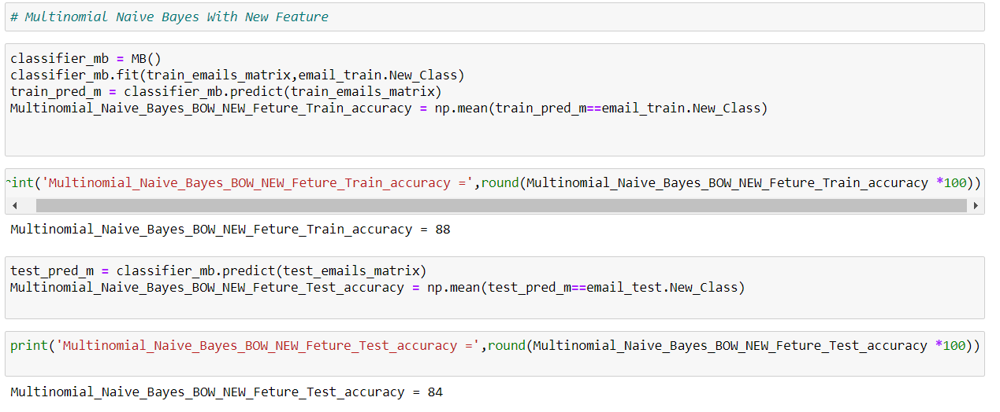 # Multinomial Naive Bayes With New Feature
classifier_mb = MB()
classifier_mb.fit(train_emails_matrix,email_train.New_Class)
train_pred_m = classifier_mb.predict(train_emails_matrix)
Multinomial_Naive_Bayes_BOW_NEW_Feture_Train_accuracy = np.mean(train_pred_m==email_train.New_Class)
rint('Multinomial_Naive_Bayes_BOW_NEW_Feture_Train_accuracy =',round(Multinomial_Naive_Bayes_BOW_NEW_Feture_Train_accuracy *100))
Multinomial_Naive_Bayes_BOW_NEW_Feture_Train_accuracy = 88
test_pred_m = classifier_mb.predict(test_emails_matrix)
Multinomial_Naive_Bayes_BOW_NEW_Feture_Test_accuracy = np.mean(test_pred_m==email_test.New_Class)
print('Multinomial_Naive_Bayes_BOW_NEW_Feture_Test_accuracy =',round(Multinomial_Naive_Bayes_BOW_NEW_Feture_Test_accuracy *100))
Multinomial_Naive_Bayes_BOW_NEW_Feture_Test_accuracy = 84